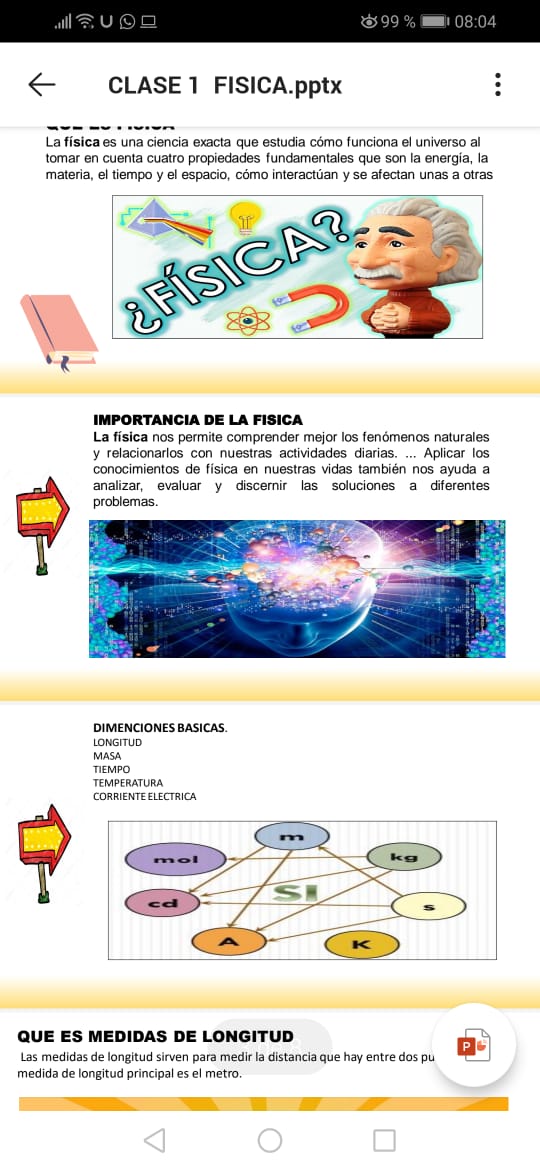 99 % 08:04
CLASE 1 FISICA.pptx
La física es una ciencia exacta que estudia cómo funciona el universo al
tomar en cuenta cuatro propiedades fundamentales que son la energía, la
materia, el tiempo y el espacio, cómo interactúan y se afectan unas a otras
¿FÍSICA?
IMPORTANCIA DE LA FISICA
La física nos permite comprender mejor los fenómenos naturales
y relacionarlos con nuestras actividades diarias. ... Aplicar los
conocimientos de física en nuestras vidas también nos ayuda a
analizar, evaluar y discernir las soluciones a diferentes
problemas.
DIMENCIONES BASICAS.
LONGITUD
MASA
TIEMPO
TEMPERATURA
CORRIENTE ELECTRICA
m
mol
kg
SI
cd
s
A
K
QUE ES MEDIDAS DE LONGITUD
Las medidas de longitud sirven para medir la distancia que hay entre dos pu
medida de longitud principal es el metro.
P